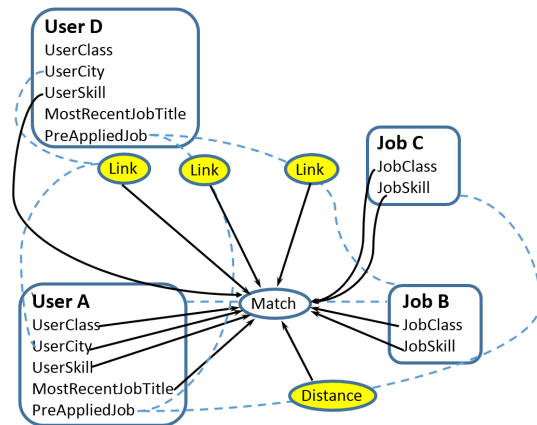 User D
UserClass
UserCity
UserSkill
MostRecentJobTitle
PreAppliedJob
Link
Link
Link
Job C
JobClass
JobSkill
User A
UserClass
UserCity
UserSkill
MostRecentJobTitle
PreAppliedJob
Match
Job B
JobClass
JobSkill
Distance